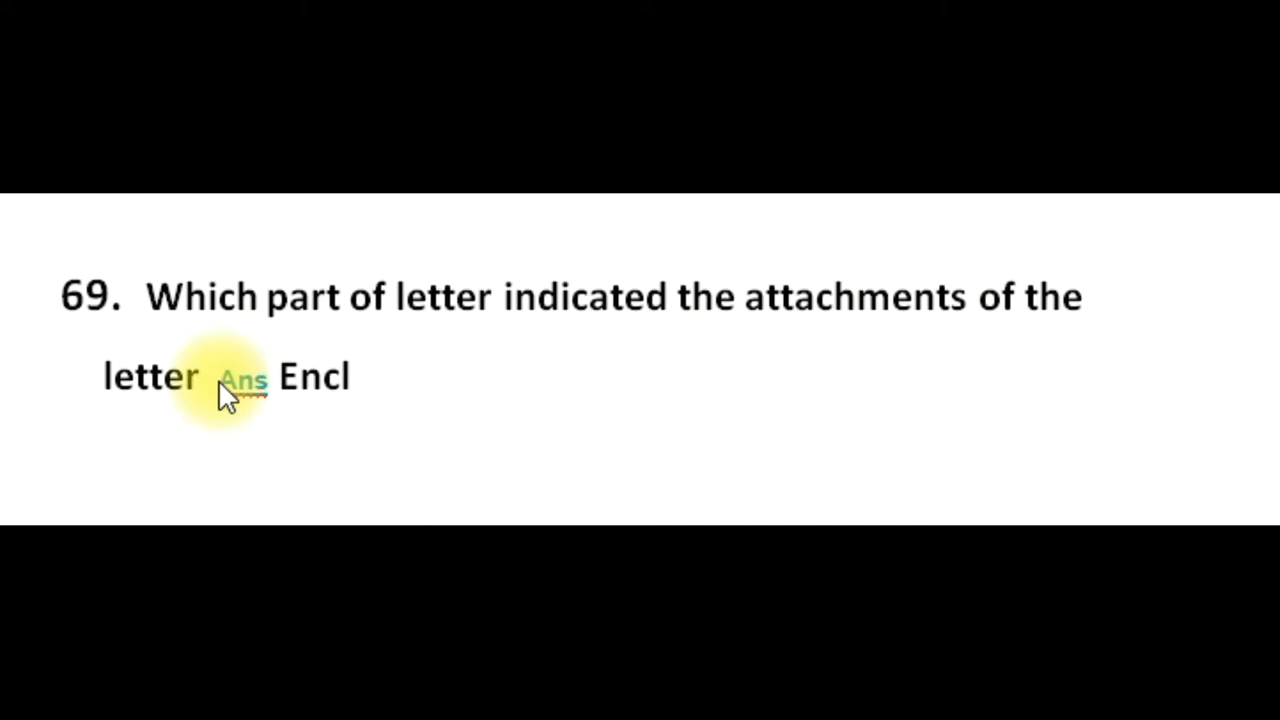 69. Which part of letter indicated the attachments of the
letter Ans Encl